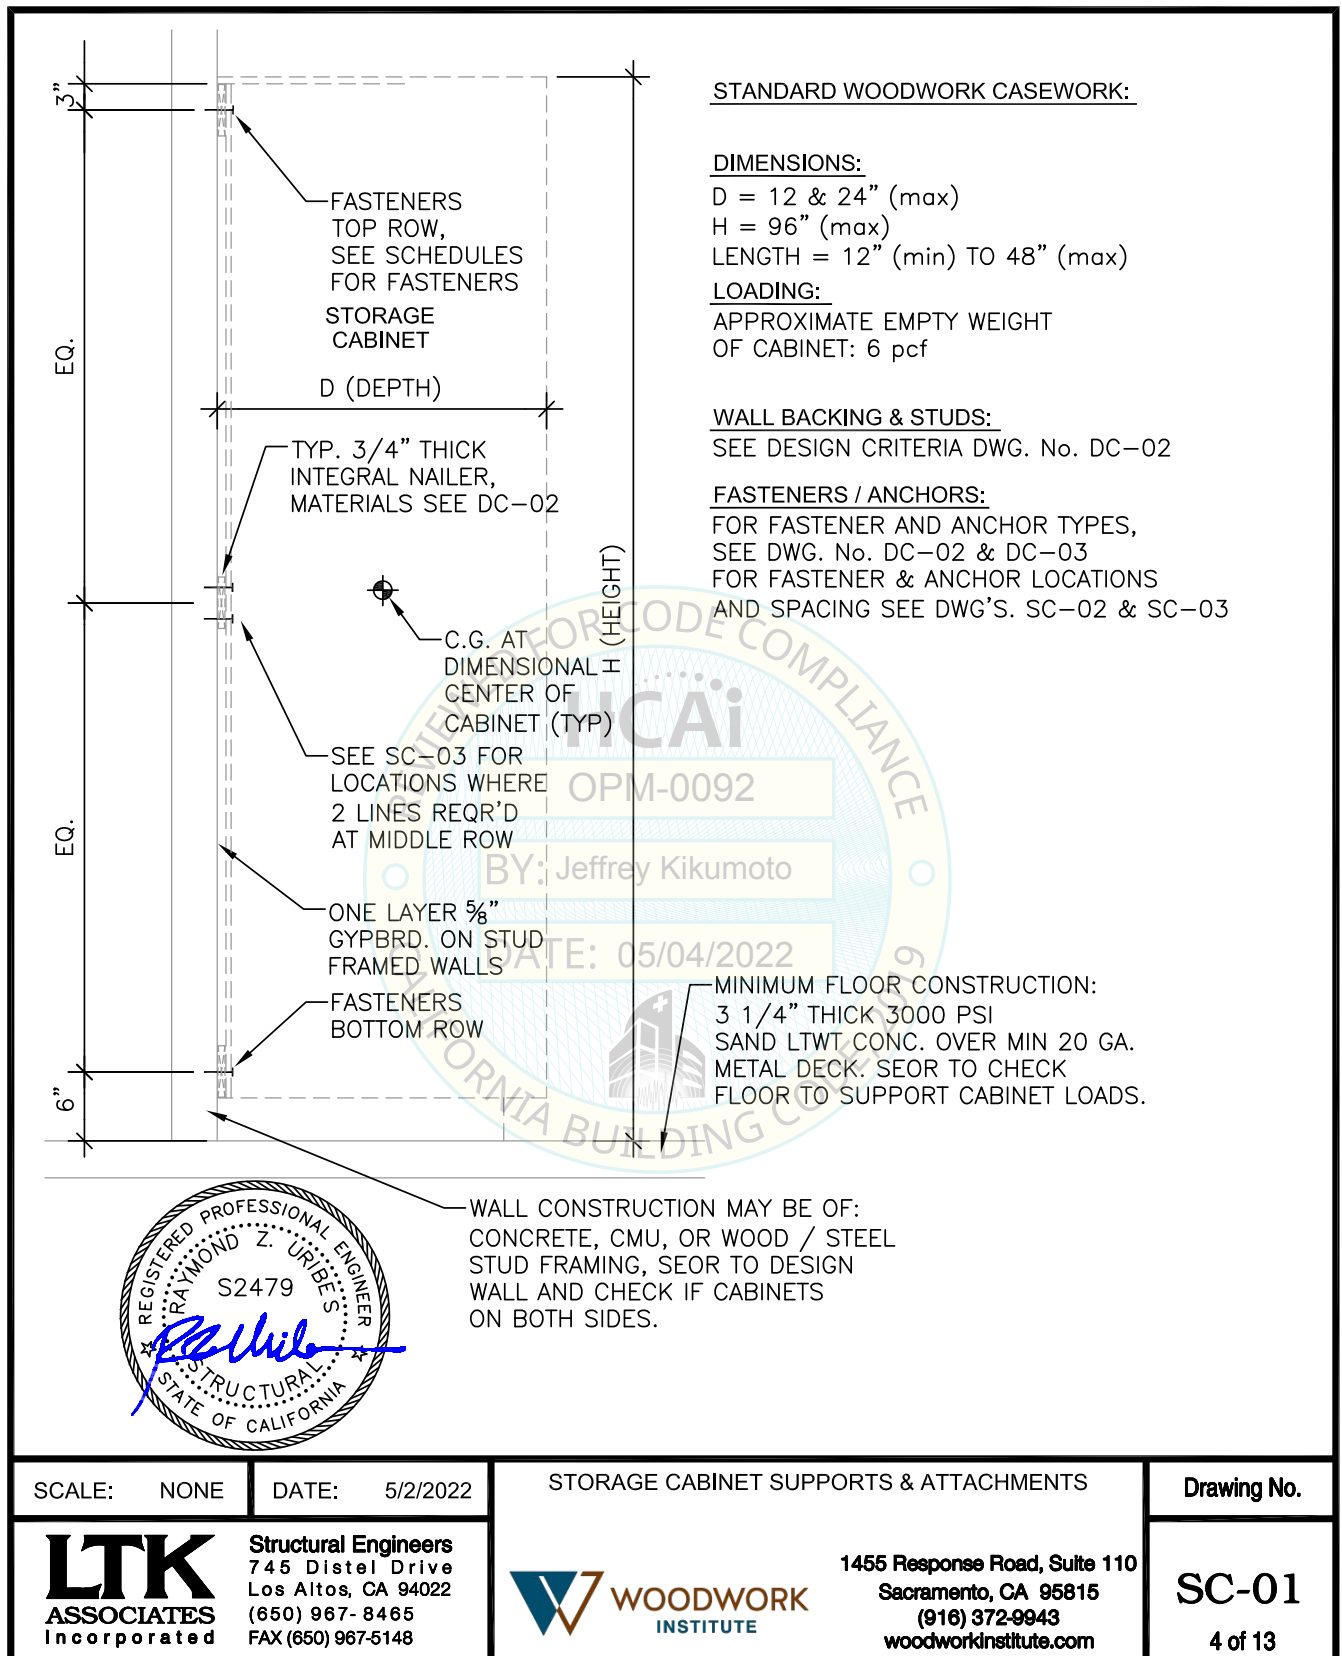 3"
STANDARD WOODWORK CASEWORK:
DIMENSIONS:
D = 12 & 24" (max)
H = 96" (max)
LENGTH = 12" (min) TO 48" (max)
LOADING:
APPROXIMATE EMPTY WEIGHT
OF CABINET: 6 pcf
WALL BACKING & STUDS:
SEE DESIGN CRITERIA DWG. No. DC-02
FASTENERS / ANCHORS:
FOR FASTENER AND ANCHOR TYPES,
SEE DWG. No. DC-02 & DC-03
FOR FASTENER & ANCHOR LOCATIONS
AND SPACING SEE DWG'S. SC-02 & SC-03
FASTENERS
TOP ROW,
SEE SCHEDULES
FOR FASTENERS
STORAGE
CABINET
EQ.
D (DEPTH)
TYP. 3/4" THICK
INTEGRAL NAILER,
MATERIALS SEE DC-02
H (HEIGHT)
C.G. AT
DIMENSIONAL
CENTER OF
CABINET (TYP)
SEE SC-03 FOR
LOCATIONS WHERE
2 LINES REQR'D
AT MIDDLE ROW
EQ.
ONE LAYER 5/8"
GYPBRD. ON STUD
FRAMED WALLS
FASTENERS
BOTTOM ROW
6"
REVIEWED FOR CODE COMPLIANCE
HCAi
OPM-0092
BY: Jeffrey Kikumoto
DATE: 05/04/2022
CALIFORNIA BUILDING CODE 2019
MINIMUM FLOOR CONSTRUCTION:
3 1/4" THICK 3000 PSI
SAND LTWT CONC. OVER MIN 20 GA.
METAL DECK. SEOR TO CHECK
FLOOR TO SUPPORT CABINET LOADS.
WALL CONSTRUCTION MAY BE OF:
CONCRETE, CMU, OR WOOD / STEEL
STUD FRAMING, SEOR TO DESIGN
WALL AND CHECK IF CABINETS
ON BOTH SIDES.
REGISTERED PROFESSIONAL ENGINEER
RAYMOND Z. URIBE'S
S2479
STRUCTURAL
STATE OF CALIFORNIA
SCALE: NONE
DATE: 5/2/2022
STORAGE CABINET SUPPORTS & ATTACHMENTS
Drawing No.
LTK
ASSOCIATES
Incorporated
Structural Engineers
745 Distel Drive
Los Altos, CA 94022
(650) 967-8465
FAX (650) 967-5148
WOODWORK
INSTITUTE
1455 Response Road, Suite 110
Sacramento, CA 95815
(916) 372-9943
woodworkinstitute.com
SC-01
4 of 13